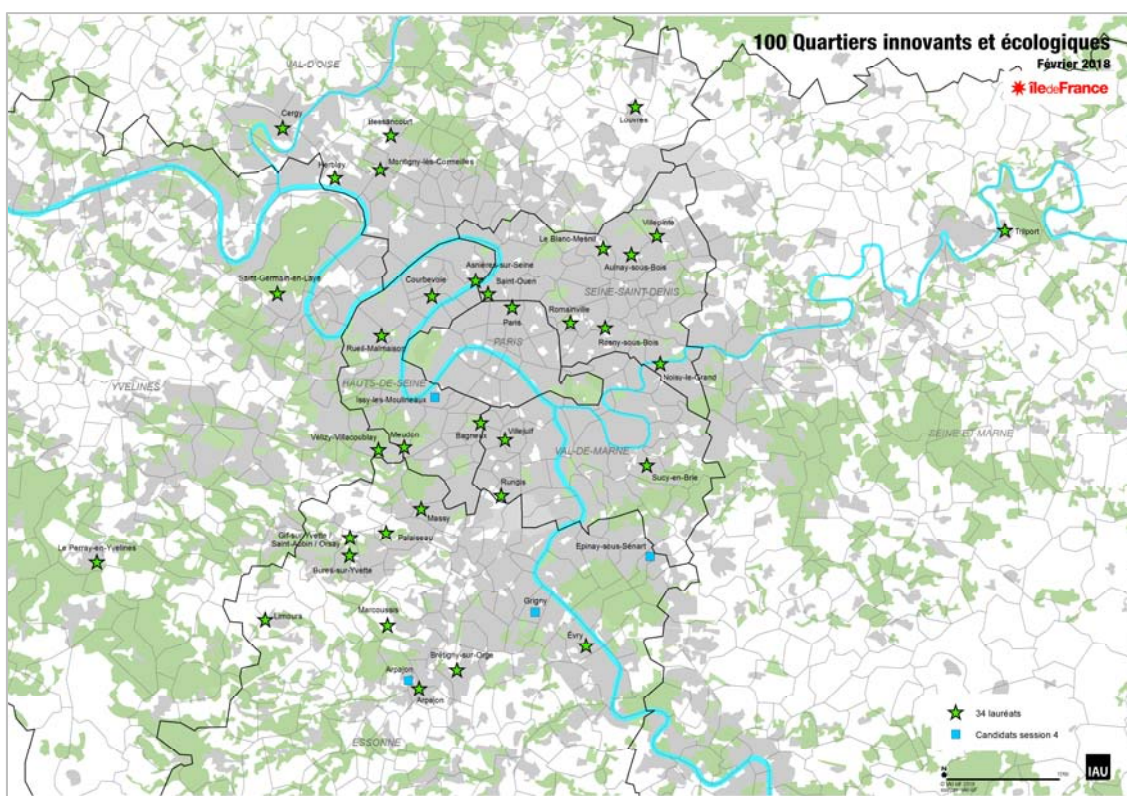 100 Quartiers innovants et écologiques
Février 2018
île de France
VAL-D'OISE
Cergy
Bessancourt
Louvres
Montigny-lès-Cormeilles
Herblay
Villepinte
Le Blanc-Mesnil
Aulnay-sous-Bois
Trilport
Asnières-sur-Seine
Saint-Germain-en-Laye
Courbevoie
Saint-Ouen
SEINE-SAINT-DENIS
Paris
Romainville
Rosny-sous-Bois
Rueil-Malmaison
PARIS
Noisy-le-Grand
YVELINES
HAUTS-DE-SEINE
Issy-les-Moulineaux
Vélizy-Villacoublay
Meudon
Bagneux
Villejuif
VAL-DE-MARNE
SEINE-ET-MARNE
Sucy-en-Brie
Rungis
Massy
Gif-sur-Yvette /
Saint-Aubin / Orsay
Palaiseau
Le Perray-en-Yvelines
Bures-sur-Yvette
Epinay-sous-Sénart
Limours
Marcoussis
Grigny
Évry
Brétigny-sur-Orge
Arpajon
Arpajon
ESSONNE
34 lauréats
Candidats session 4
N
IAU